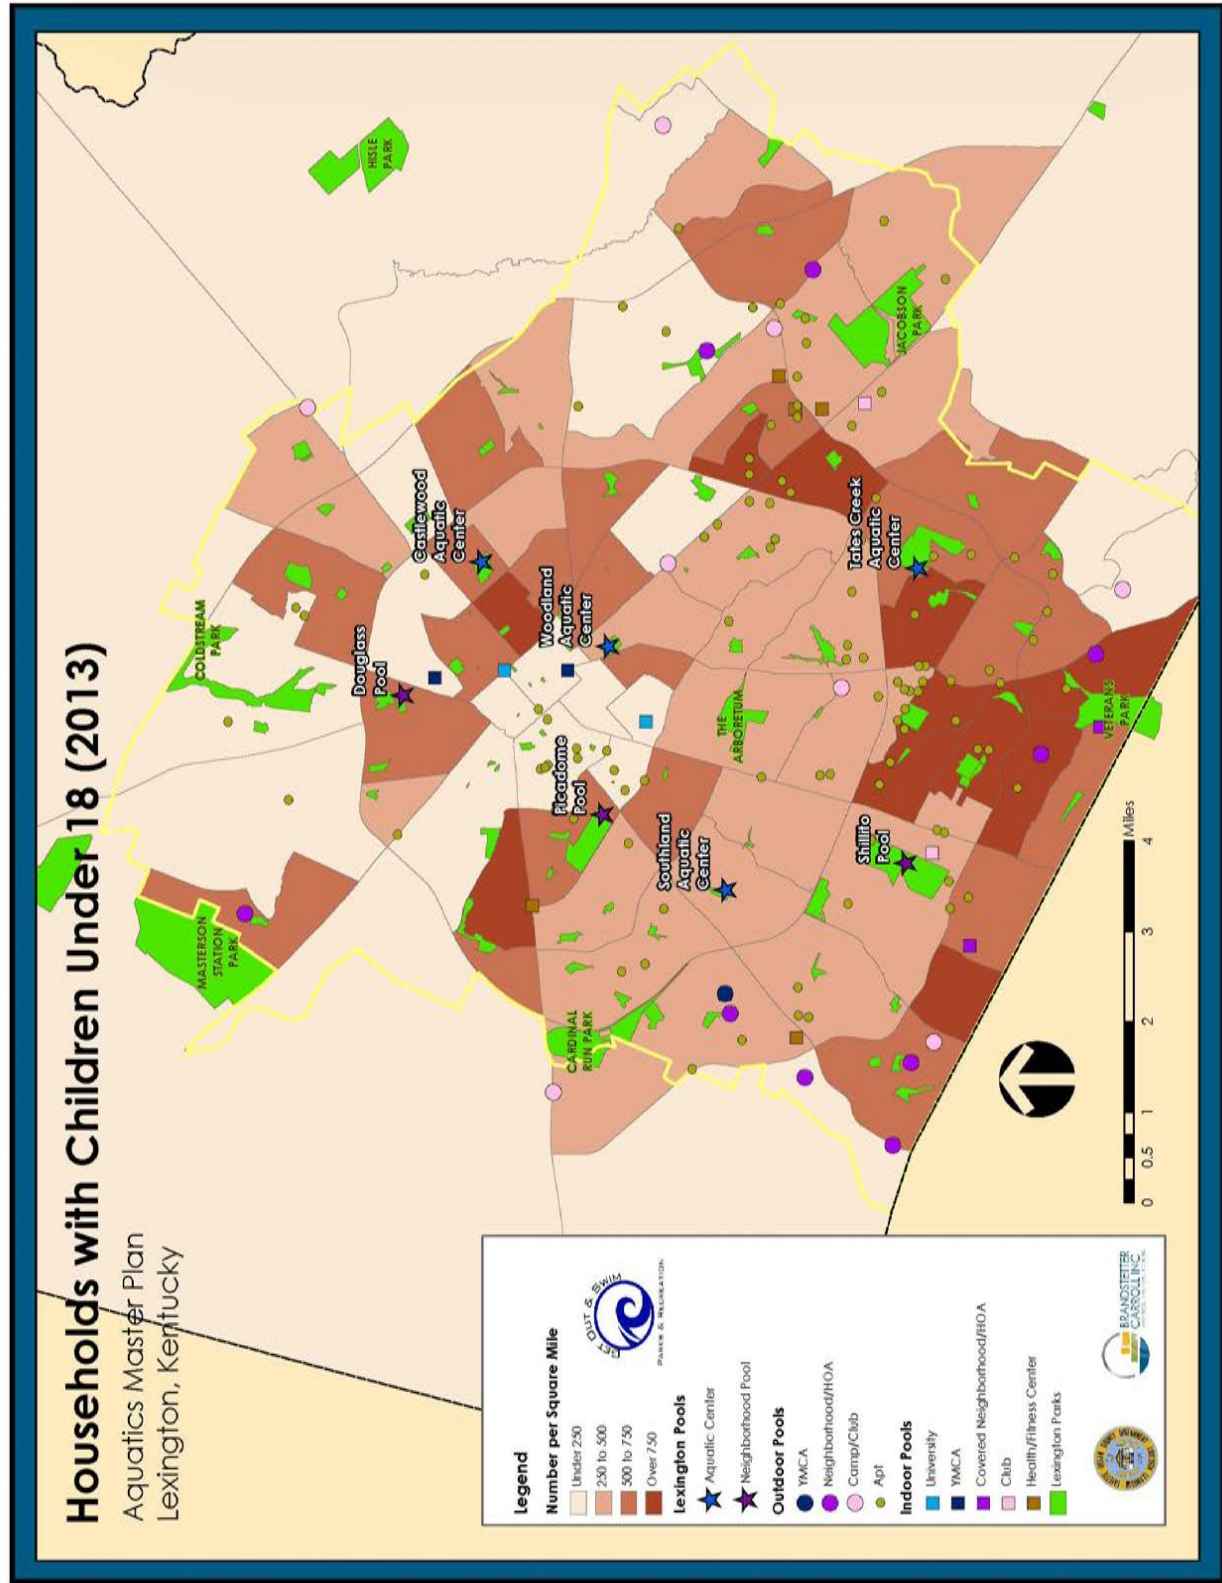 Households with Children Under 18 (2013)
Aquatics Master Plan
Lexington, Kentucky
HISLE
PARK
COLDSTREAM
PARK
MASTERSON
STATION
PARK
Douglass
Pool
Castlewood
Aquatic
Center
Woodland
Aquatic
Center
Picadome
Pool
CARDINAL
RUN PARK
Southland
Aquatic
Center
THE
ARBORETUM
JACOBSON
PARK
Tates Creek
Aquatic
Center
Shillito
Pool
VETERANS
PARK
Legend
Number per Square Mile
Under 250
250 to 500
500 to 750
Over 750
Lexington Pools
Aquatic Center
Neighborhood Pool
Outdoor Pools
YMCA
Neighborhood/HOA
Camp/Club
Apt
Indoor Pools
University
YMCA
Covered Neighborhood/HOA
Club
Health/Fitness Center
Lexington Parks
GET OUT & SWIM
PARKS & RECREATION
BRANDSTETTER
CARROLL INC
0 0.5 1 2 3 4
Miles